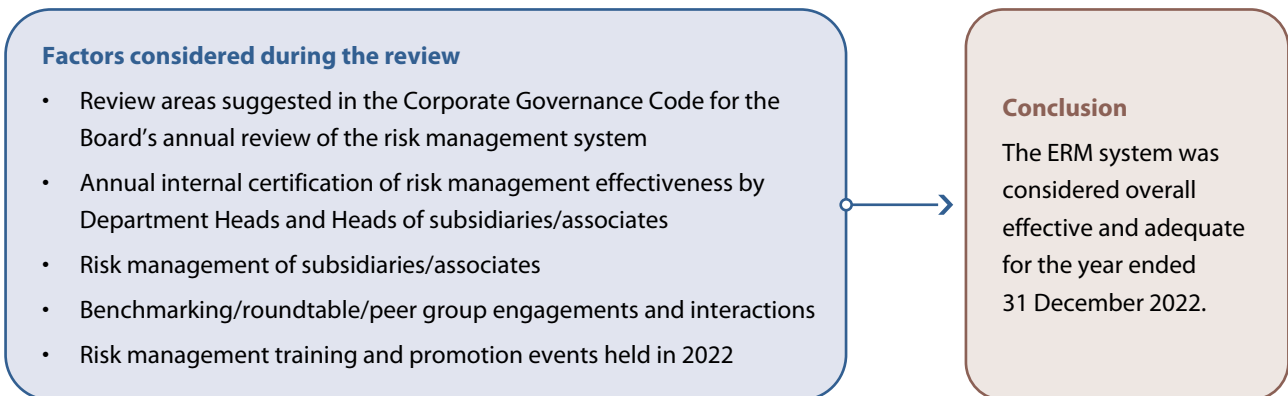 Factors considered during the review
• Review areas suggested in the Corporate Governance Code for the
Board’s annual review of the risk management system
• Annual internal certification of risk management effectiveness by
Department Heads and Heads of subsidiaries/associates
• Risk management of subsidiaries/associates
• Benchmarking/roundtable/peer group engagements and interactions
• Risk management training and promotion events held in 2022
Conclusion
The ERM system was
considered overall
effective and adequate
for the year ended
31 December 2022.